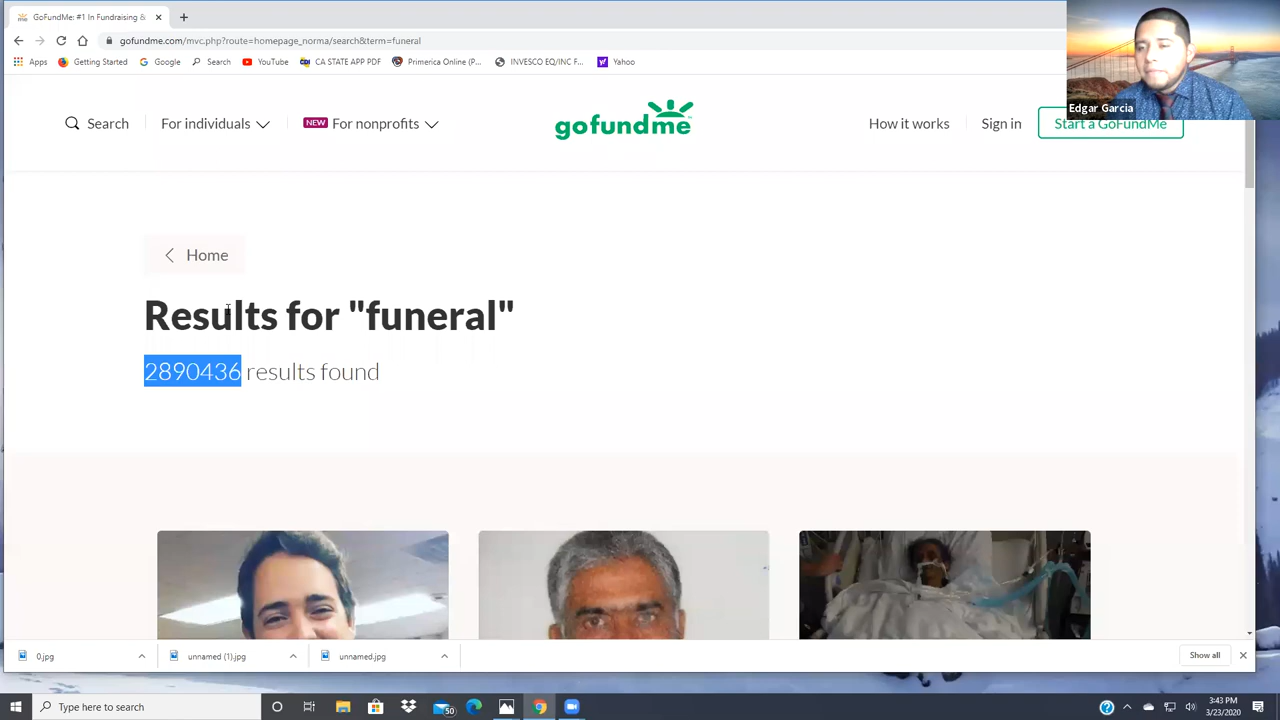 GoFundMe: #1 In Fundraising &
gofundme.com/mvc.php?route=homepage_norma/search&term=funeral
Apps Getting Started Google Search YouTube CA STATE APP PDF Primerica Online (P... INVESCO EQ/INC F... Yahoo
Edgar Garcia
Search For individuals NEW For nonprofits gofundme How it works Sign in Start a GoFundMe
Home
Results for "funeral"
2890436 results found
0.jpg unnamed (1).jpg unnamed.jpg Show all
Type here to search
50
3:43 PM
3/23/2020